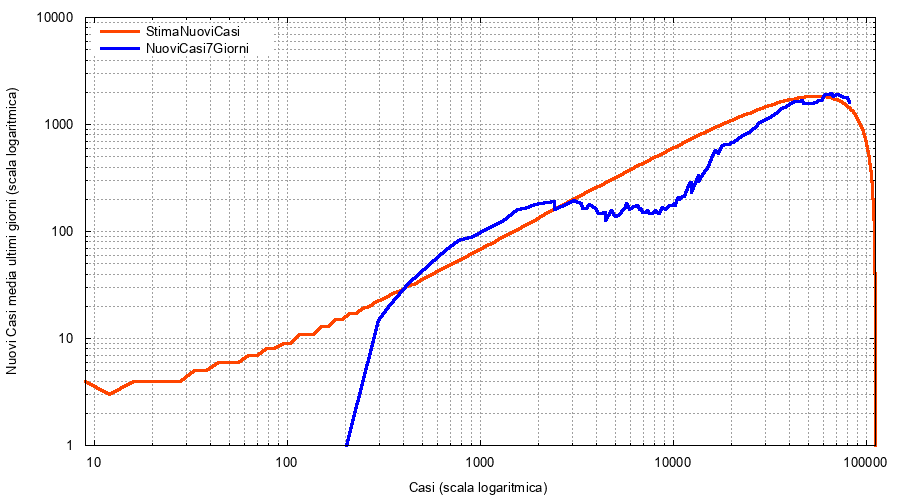 10000
StimaNuoviCasi
NuoviCasi7Giorni
1000
100
10
1
Nuovi Casi media ultimi giorni (scala logaritmica)
10 100 1000 10000 100000
Casi (scala logaritmica)